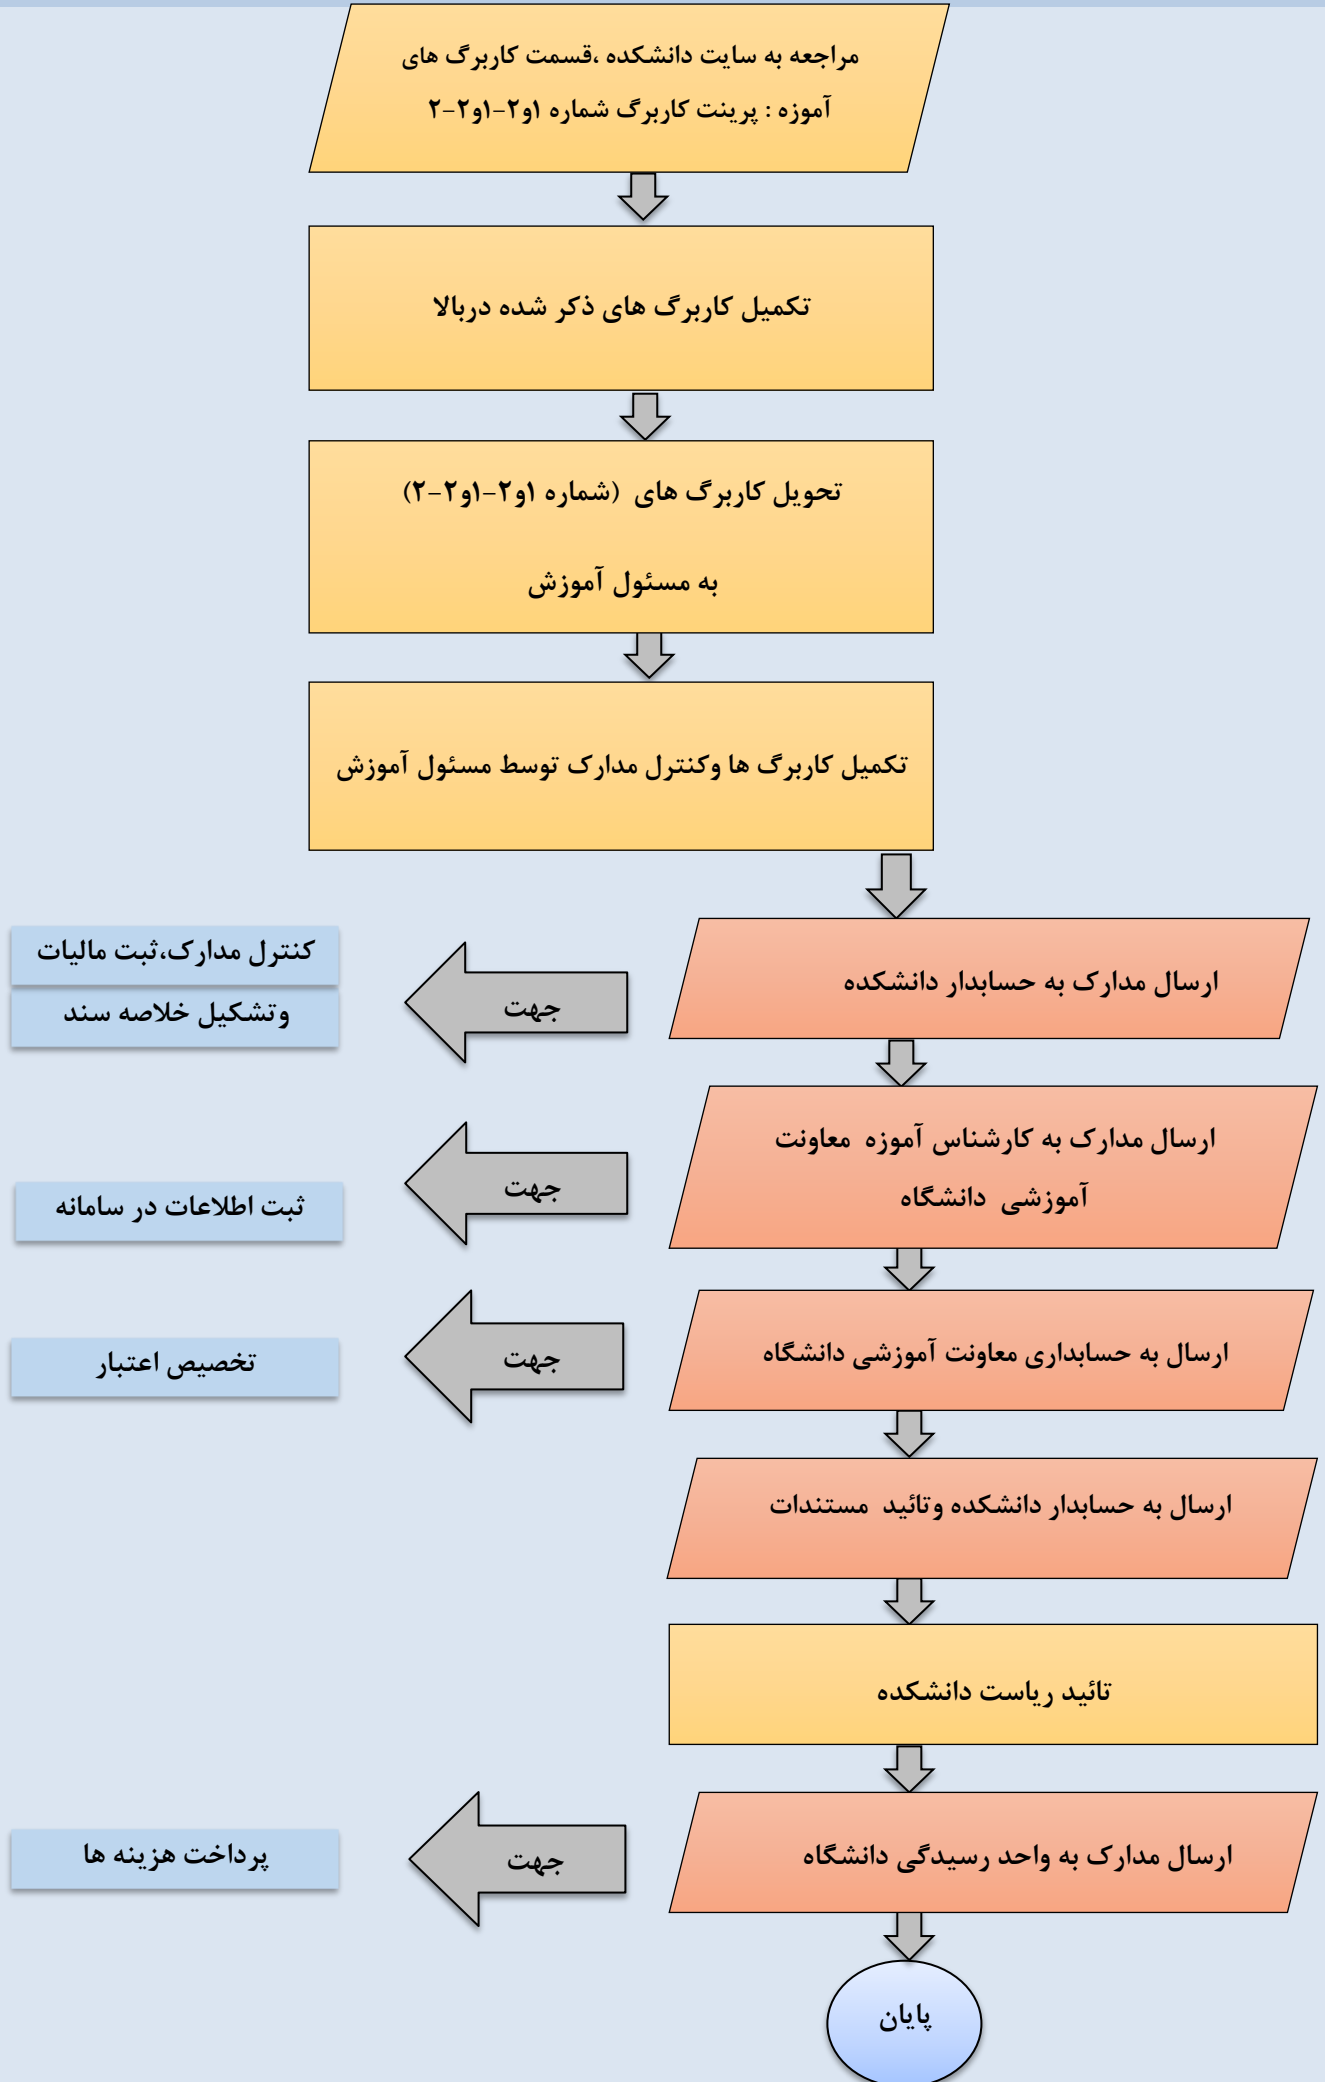 مراجعه به سایت دانشکده ،قسمت کاربرگ های
آموزه : پرینت کاربرگ شماره ۱و۲-۱و۲-۲
تکمیل کاربرگ های ذکر شده دربالا
تحویل کاربرگ های (شماره ۱و۲-۱و۲-۲)
به مسئول آموزش
تکمیل کاربرگ ها وکنترل مدارک توسط مسئول آموزش
ارسال مدارک به حسابدار دانشکده
جهت
کنترل مدارک،ثبت مالیات
وتشکیل خلاصه سند
ارسال مدارک به کارشناس آموزه معاونت
آموزشی دانشگاه
جهت
ثبت اطلاعات در سامانه
ارسال به حسابداری معاونت آموزشی دانشگاه
جهت
تخصیص اعتبار
ارسال به حسابدار دانشکده وتائید مستندات
تائید ریاست دانشکده
ارسال مدارک به واحد رسیدگی دانشگاه
جهت
پرداخت هزینه ها
پایان